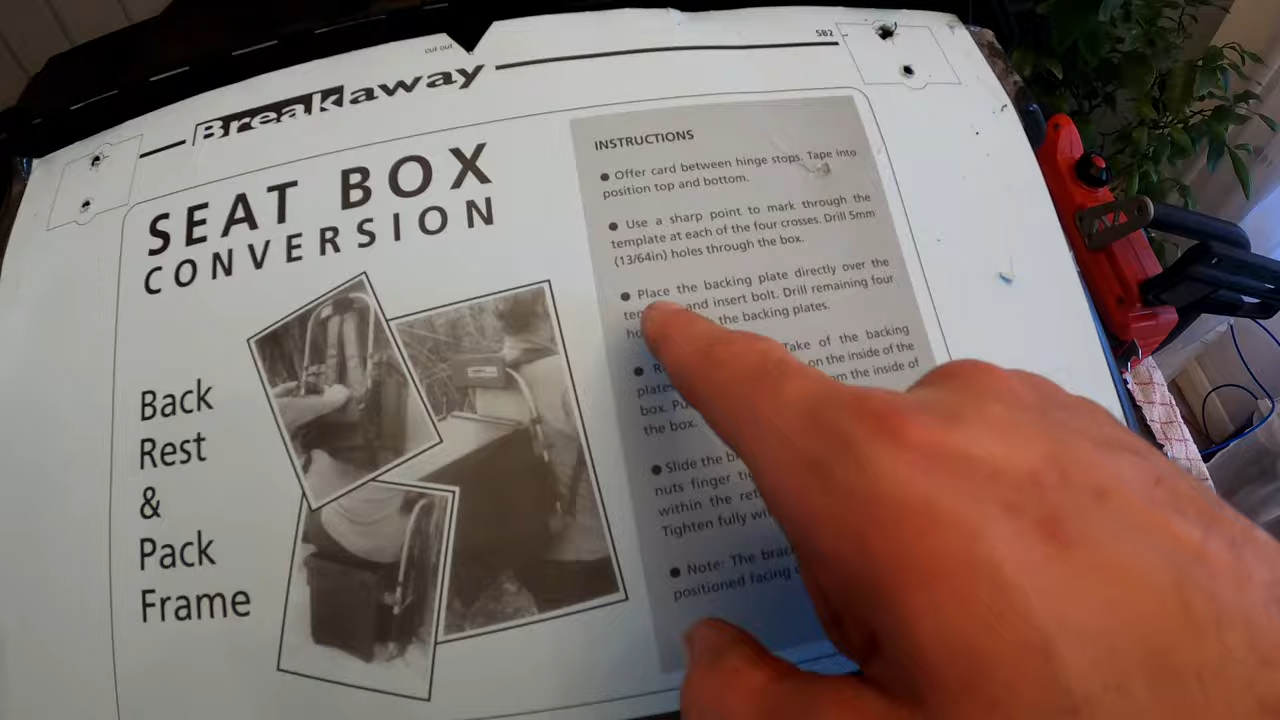 cut out
SB2
Breakaway
SEAT BOX
CONVERSION
Back
Rest
&
Pack
Frame
INSTRUCTIONS
● Offer card between hinge stops. Tape into
position top and bottom.
● Use a sharp point to mark through the
template at each of the four crosses. Drill 5mm
(13/64in) holes through the box.
● Place the backing plate directly over the
and insert bolt. Drill remaining four
the backing plates.
Take of the backing
on the inside of the
the inside of
box.
the box.
● Slide the
nuts finger
within the
Tighten fully
● Note: The
positioned facing